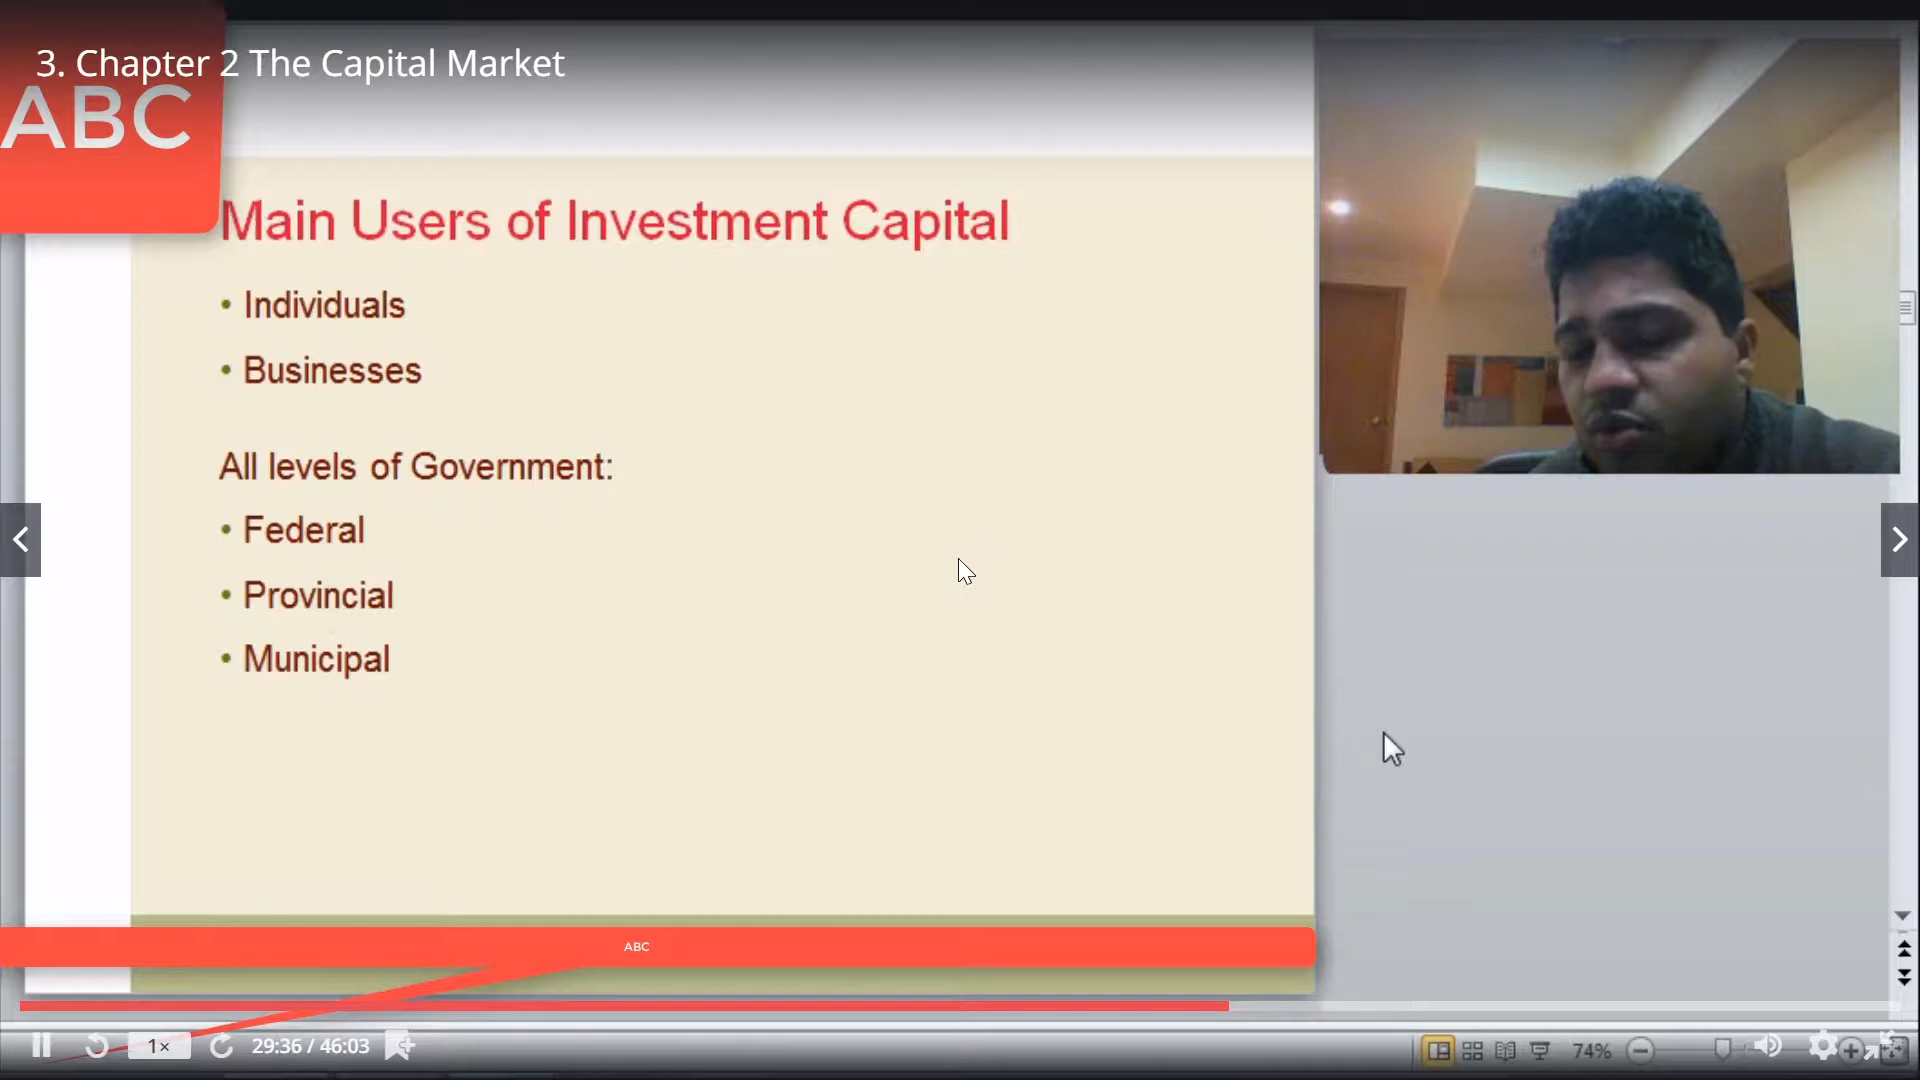 3. Chapter 2 The Capital Market
ABC
Main Users of Investment Capital
• Individuals
• Businesses
All levels of Government:
• Federal
• Provincial
• Municipal
ABC
1×
29:36 / 46:03
74%